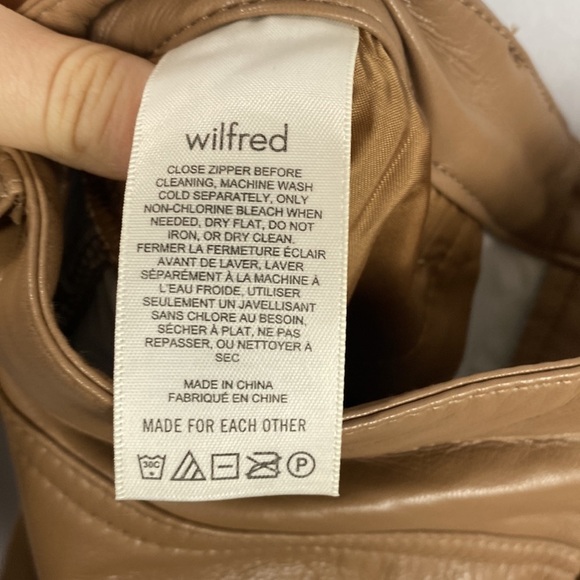 wilfred
CLOSE ZIPPER BEFORE
CLEANING, MACHINE WASH
COLD SEPARATELY, ONLY
NON-CHLORINE BLEACH WHEN
NEEDED, DRY FLAT, DO NOT
IRON, OR DRY CLEAN.
FERMER LA FERMETURE ÉCLAIR
AVANT DE LAVER, LAVER
SÉPARÉMENT À LA MACHINE À
L'EAU FROIDE, UTILISER
SEULEMENT UN JAVELLISANT
SANS CHLORE AU BESOIN,
SÉCHER À PLAT, NE PAS
REPASSER, OU NETTOYER À
SEC
MADE IN CHINA
FABRIQUÉ EN CHINE
MADE FOR EACH OTHER
30C P